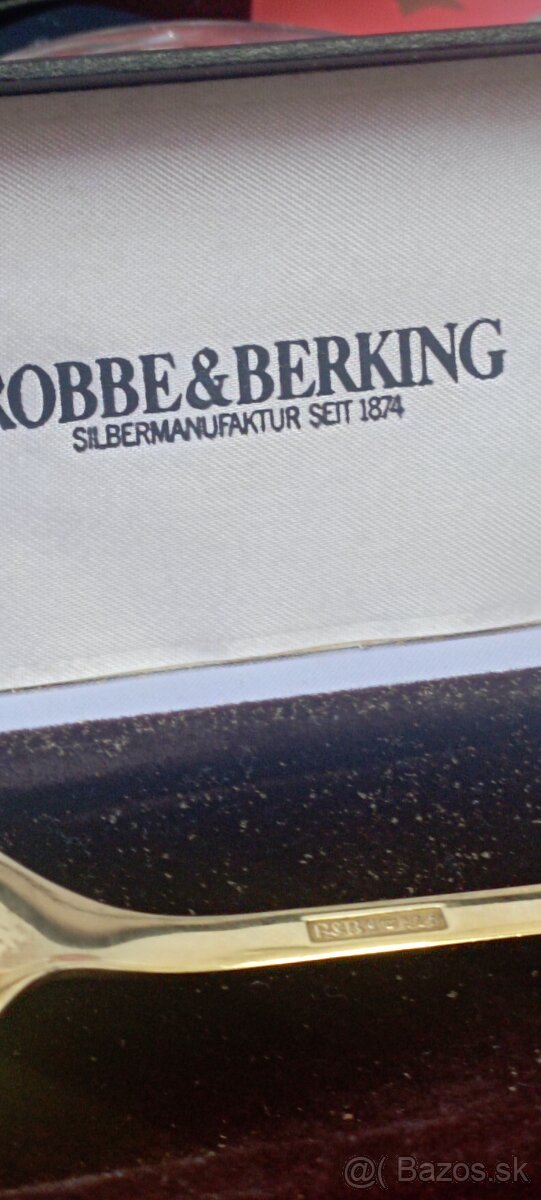 ROBBE&BERKING
SILBERMANUFAKTUR SEIT 1874
R&B
@( Bazos.sk